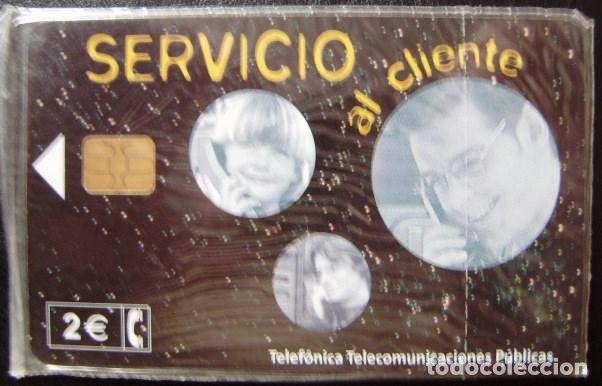 SERVICIO
al cliente
2€
Telefónica Telecomunicaciones Públicas
todocoleccion